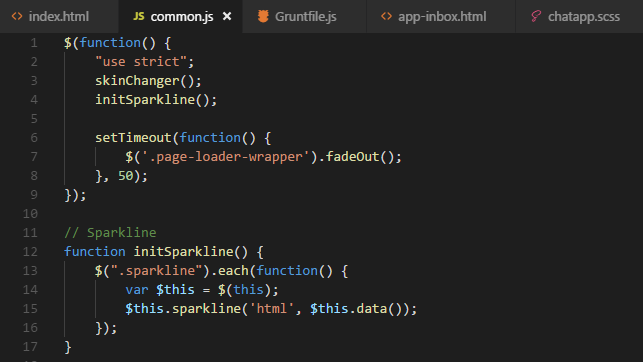 index.html common.js Gruntfile.js app-inbox.html chatapp.scss
1 $(function() {
2     "use strict";
3     skinChanger();
4     initSparkline();
5
6     setTimeout(function() {
7         $('.page-loader-wrapper').fadeOut();
8     }, 50);
9 });
10
11 // Sparkline
12 function initSparkline() {
13     $(".sparkline").each(function() {
14         var $this = $(this);
15         $this.sparkline('html', $this.data());
16     });
17 }